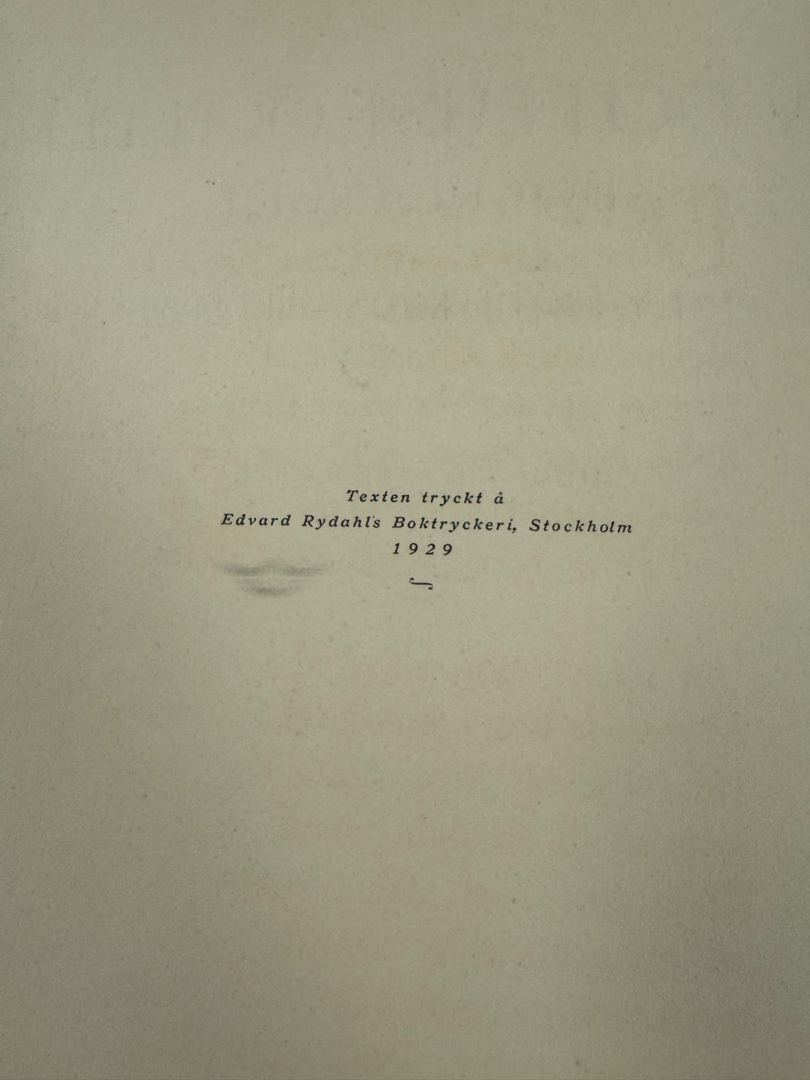 Texten tryckt å
Edvard Rydahl's Boktryckeri, Stockholm
1929